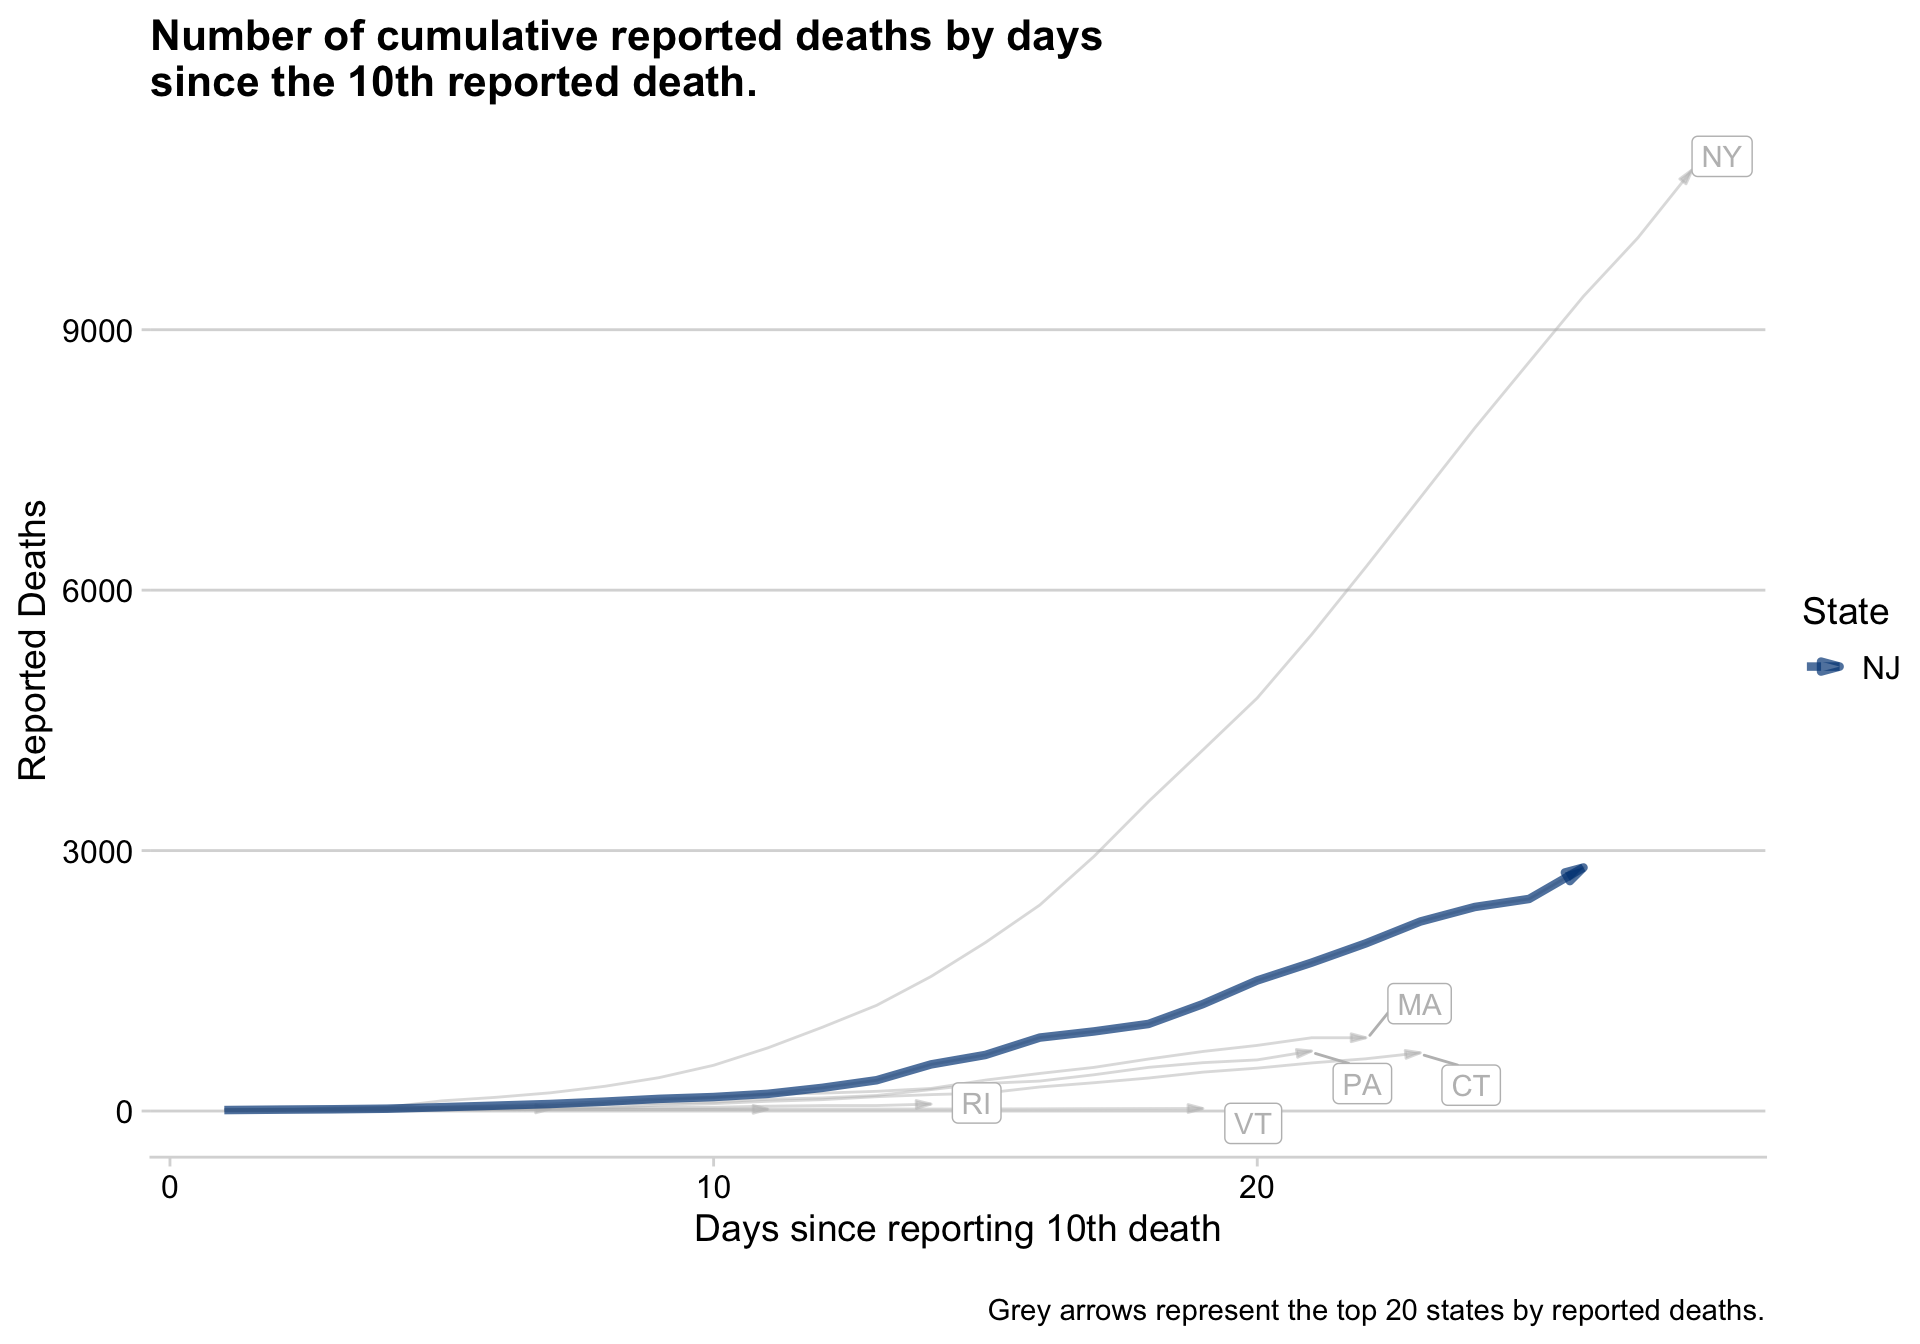 Number of cumulative reported deaths by days
since the 10th reported death.
NY
9000
6000
3000
0
Reported Deaths
MA
PA
CT
RI
VT
State
NJ
0
10
20
Days since reporting 10th death
Grey arrows represent the top 20 states by reported deaths.